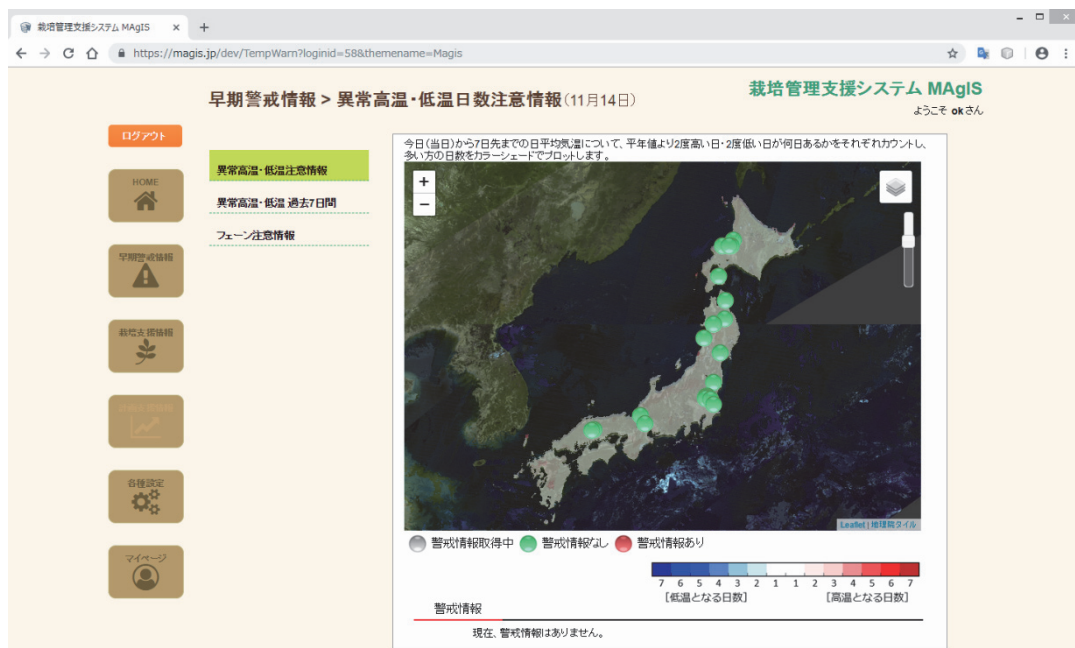 栽培管理支援システム MAgIS
https://magis.jp/dev/TempWarn?loginid=58&themename=Magis
早期警戒情報 > 異常高温・低温日数注意情報(11月14日)
栽培管理支援システム MAgIS
ようこそ okさん
ログアウト
HOME
早期警戒情報
栽培支援情報
各種設定
マイページ
異常高温・低温注意情報
異常高温・低温 過去7日間
フェーン注意情報
今日(当日)から7日先までの日平均気温について、平年値より2度高い日・2度低い日が何日あるかをそれぞれカウントし、
多い方の日数をカラーシェードでプロットします。
+
−
Leaflet | 地理院タイル
警戒情報取得中 警戒情報なし 警戒情報あり
7 6 5 4 3 2 1 1 2 3 4 5 6 7
[低温となる日数] [高温となる日数]
警戒情報
現在、警戒情報はありません。